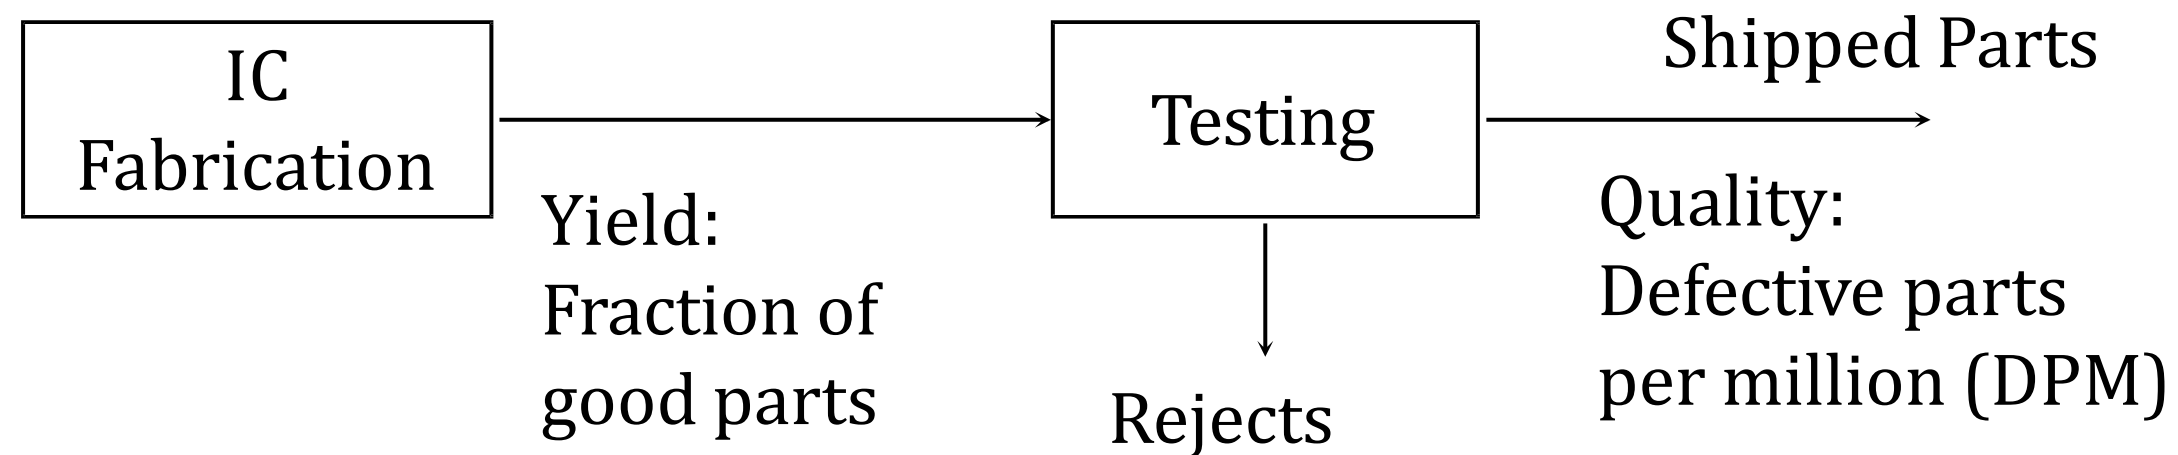 IC
Fabrication
Yield:
Fraction of
good parts
Testing
Rejects
Shipped Parts
Quality:
Defective parts
per million (DPM)